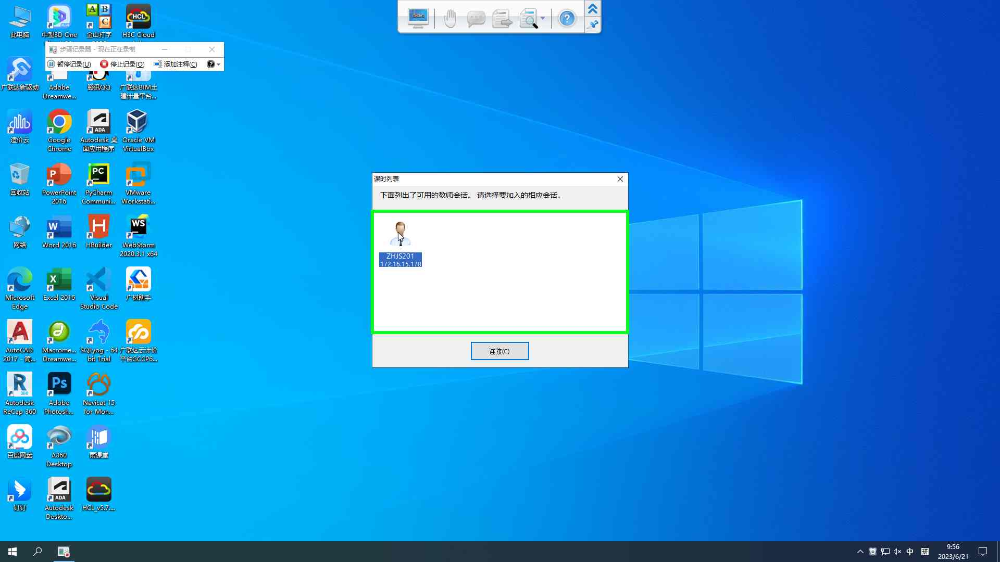 此电脑
中望3D One
金山打字
H3C Cloud
步骤记录器 - 现在正在录制
暂停记录(U)
停止记录(O)
添加注释(C)
广联达新驱动
Adobe
Dreamwe...
腾讯QQ
广联达BIM土
建计量平台...
造价云
Google
Chrome
Autodesk 桌
面应用程序
Oracle VM
VirtualBox
回收站
PowerPoint
2016
PyCharm
Communi...
VMware
Workstati...
网络
Word 2016
HBuilder
WebStorm
2020.3.1 x64
Microsoft
Edge
Excel 2016
Visual
Studio Code
广材助手
AutoCAD
2017 - 简...
Macrome...
Dreamwe...
SQLyog - 64
bit Trial
广联达云计价
平台GCCP6...
Autodesk
ReCap 360
Adobe
Photosh...
Navicat 15
for Mon...
百度网盘
A360
Desktop
雨课堂
钉钉
Autodesk
Deskto...
HCL_v5.7....
课时列表
下面列出了可用的教师会话。 请选择要加入的相应会话。
ZHJS201
172.16.15.178
连接(C)
中
拼
9:56
2023/6/21